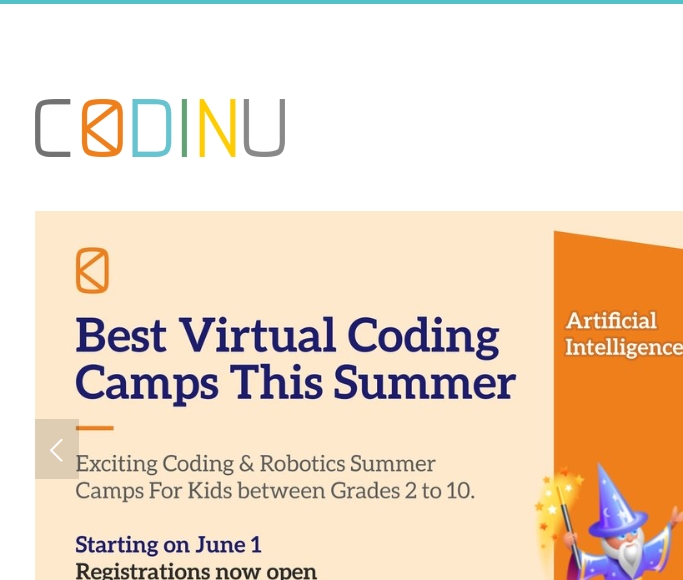 CODINU
Best Virtual Coding
Camps This Summer
Exciting Coding & Robotics Summer
Camps For Kids between Grades 2 to 10.
Starting on June 1
Registrations now open
Artificial
Intelligence